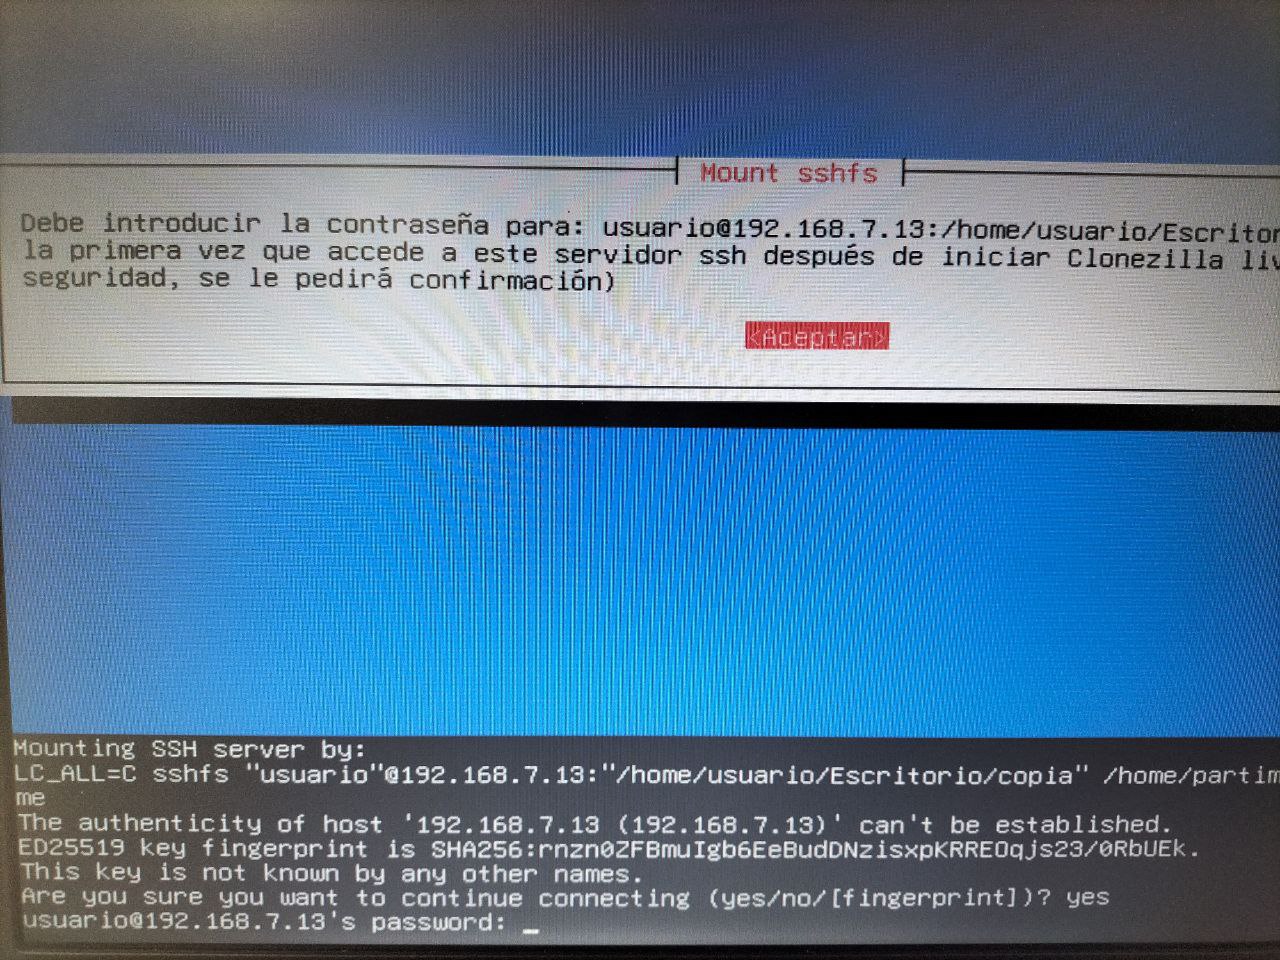 Mount sshfs
Debe introducir la contraseña para: usuario@192.168.7.13:/home/usuario/Escritor
la primera vez que accede a este servidor ssh después de iniciar Clonezilla liv
seguridad, se le pedirá confirmación)
<Aceptar>
Mounting SSH server by:
LC_ALL=C sshfs "usuario"@192.168.7.13:"/home/usuario/Escritorio/copia" /home/partim
me
The authenticity of host '192.168.7.13 (192.168.7.13)' can't be established.
ED25519 key fingerprint is SHA256:rnzn0ZFBmuIgb6EeBudDNzisxpKRREOqjs23/0RbUEk.
This key is not known by any other names.
Are you sure you want to continue connecting (yes/no/[fingerprint])? yes
usuario@192.168.7.13's password: _